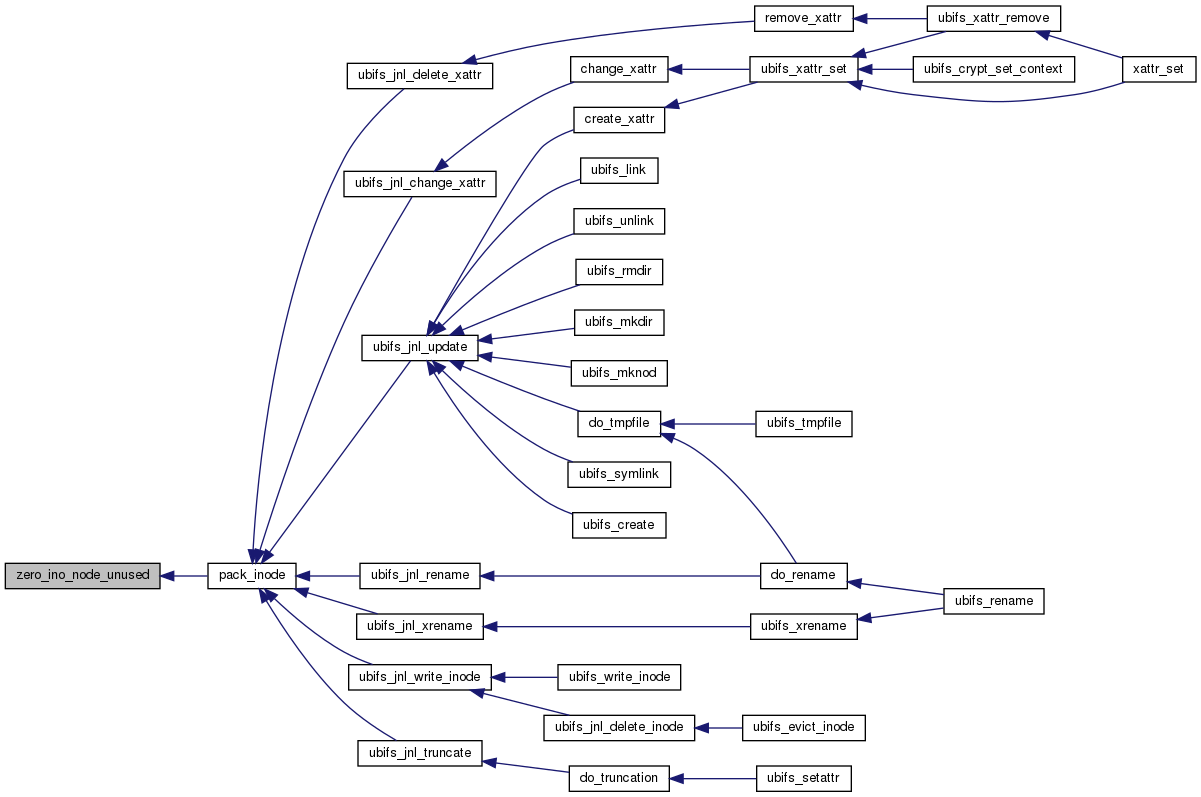 remove_xattr
ubifs_xattr_remove
ubifs_jnl_delete_xattr
change_xattr
ubifs_xattr_set
ubifs_crypt_set_context
xattr_set
create_xattr
ubifs_link
ubifs_jnl_change_xattr
ubifs_unlink
ubifs_rmdir
ubifs_mkdir
ubifs_jnl_update
ubifs_mknod
do_tmpfile
ubifs_tmpfile
ubifs_symlink
ubifs_create
zero_ino_node_unused
pack_inode
ubifs_jnl_rename
do_rename
ubifs_rename
ubifs_jnl_xrename
ubifs_xrename
ubifs_jnl_write_inode
ubifs_write_inode
ubifs_jnl_delete_inode
ubifs_evict_inode
ubifs_jnl_truncate
do_truncation
ubifs_setattr